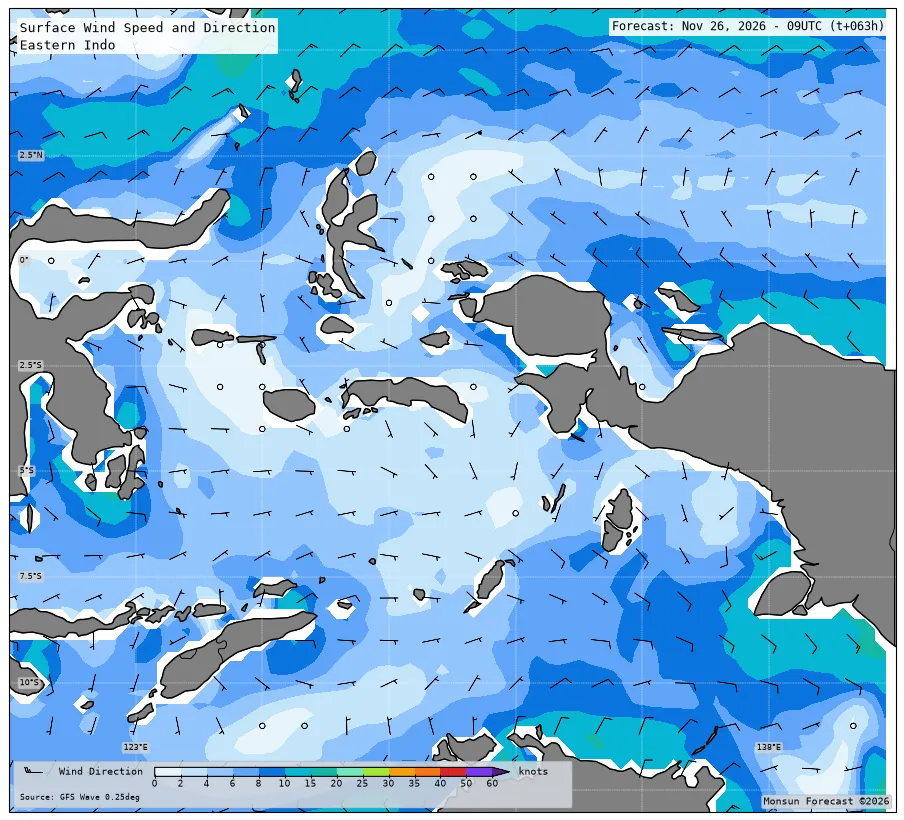 Surface Wind Speed and Direction
Eastern Indo
Forecast: Nov 26, 2026 - 09UTC (t+063h)
2.5°N
0°
2.5°S
5°S
7.5°S
10°S
123°E
138°E
Wind Direction
0 2 4 6 8 10 15 20 25 30 35 40 50 60
knots
Source: GFS Wave 0.25deg
Monsun Forecast ©2026